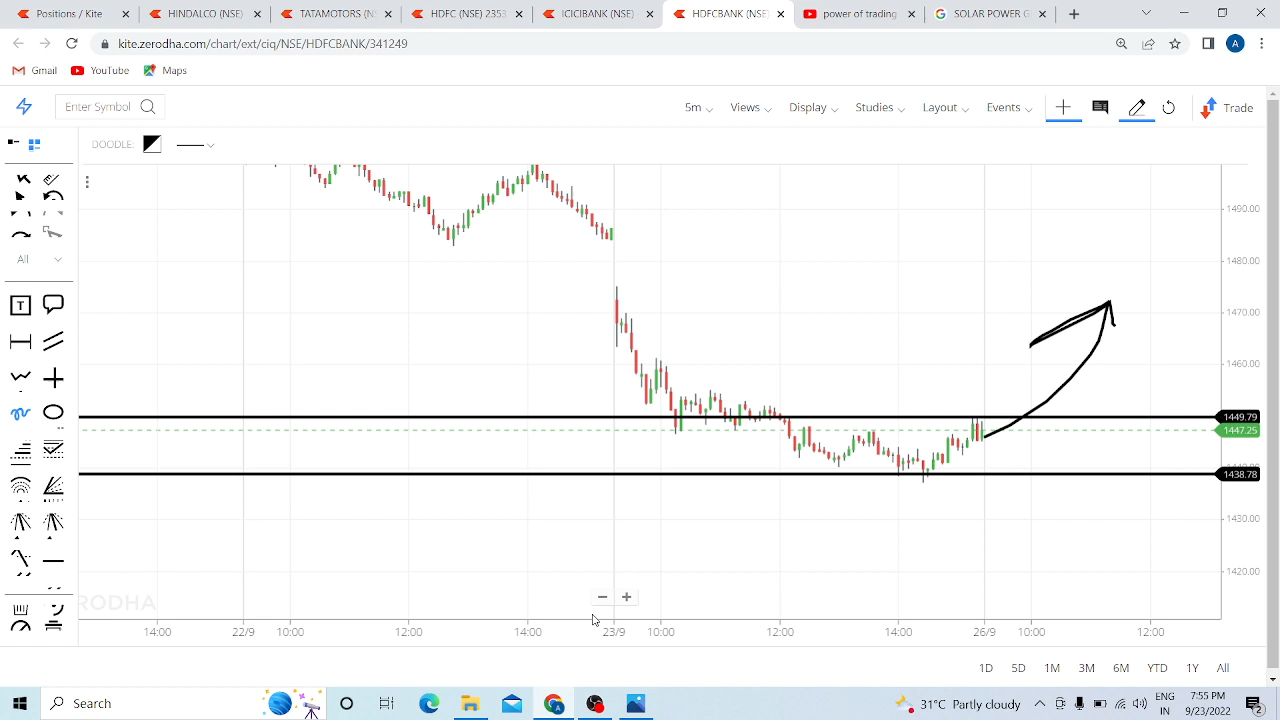 Positions / Kit
HINDALCO (NSE)
TATAMOTORS (N
HDFC (NSE) 2353
ICICIBANK (NSE)
HDFCBANK (NSE)
power of trading
SOLAR POWER G
kite.zerodha.com/chart/ext/ciq/NSE/HDFCBANK/341249
A
Gmail YouTube Maps
Enter Symbol
5m Views Display Studies Layout Events Trade
DOODLE:
All
T
1490.00
1480.00
1470.00
1460.00
1449.79
1447.25
1438.78
1430.00
1420.00
RODHA
14:00 22/9 10:00 12:00 14:00 23/9 10:00 12:00 14:00 26/9 10:00 12:00
1D 5D 1M 3M 6M YTD 1Y All
Search
31°C Partly cloudy
ENG
IN
7:55 PM
9/23/2022
2